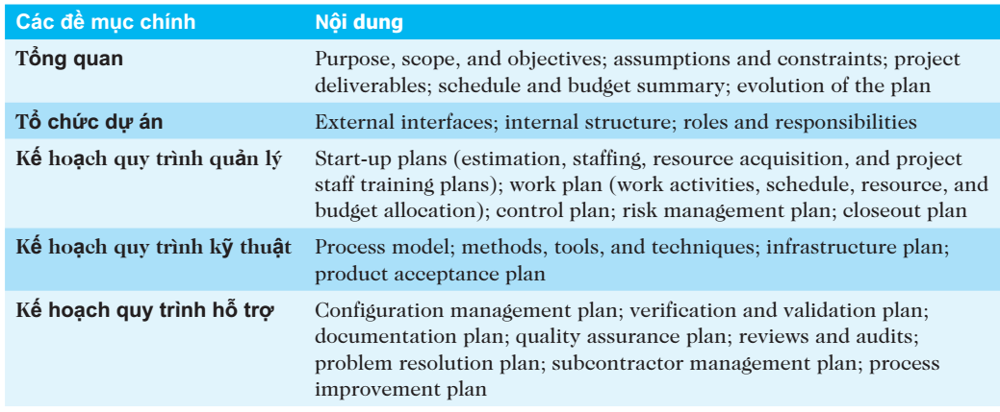 Các đề mục chính Nội dung
Tổng quan Purpose, scope, and objectives; assumptions and constraints; project
deliverables; schedule and budget summary; evolution of the plan
Tổ chức dự án External interfaces; internal structure; roles and responsibilities
Kế hoạch quy trình quản lý Start-up plans (estimation, staffing, resource acquisition, and project
staff training plans); work plan (work activities, schedule, resource, and
budget allocation); control plan; risk management plan; closeout plan
Kế hoạch quy trình kỹ thuật Process model; methods, tools, and techniques; infrastructure plan;
product acceptance plan
Kế hoạch quy trình hỗ trợ Configuration management plan; verification and validation plan;
documentation plan; quality assurance plan; reviews and audits;
problem resolution plan; subcontractor management plan; process
improvement plan